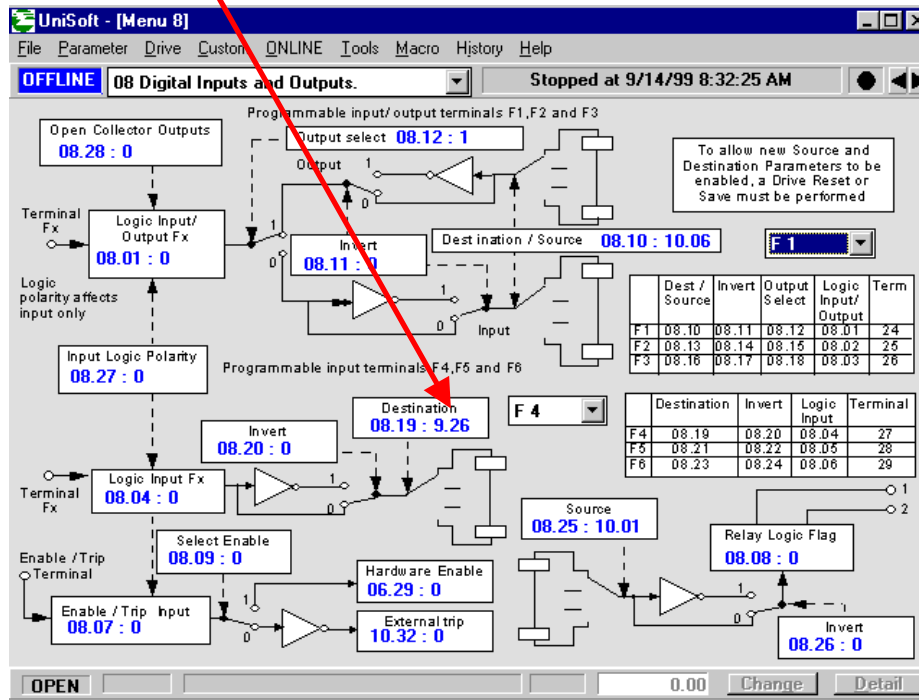 UniSoft - [Menu 8]
File Parameter Drive Custom ONLINE Tools Macro History Help
OFFLINE 08 Digital Inputs and Outputs. Stopped at 9/14/99 8:32:25 AM
Programmable input/output terminals F1,F2 and F3
Open Collector Outputs
08.28 : 0
Output select 08.12 : 1
To allow new Source and
Destination Parameters to be
enabled, a Drive Reset or
Save must be performed
Output
1
0
Terminal
Fx
Logic Input/
Output Fx
08.01 : 0
1
0
Invert
08.11 : 0
Destination / Source 08.10 : 10.06
F 1
Logic
polarity affects
input only
1
0
Input
Dest / Source Invert Output Select Logic Input/ Output Term
F1 08.10 08.11 08.12 08.01 24
F2 08.13 08.14 08.15 08.02 25
F3 08.16 08.17 08.18 08.03 26
Input Logic Polarity
08.27 : 0
Programmable input terminals F4,F5 and F6
Destination
08.19 : 9.26
F 4
Destination Invert Logic Input Terminal
F4 08.19 08.20 08.04 27
F5 08.21 08.22 08.05 28
F6 08.23 08.24 08.06 29
Invert
08.20 : 0
Terminal
Fx
Logic Input Fx
08.04 : 0
1
0
1
2
Source
08.25 : 10.01
Relay Logic Flag
08.08 : 0
Select Enable
08.09 : 0
Enable / Trip
Terminal
Hardware Enable
06.29 : 0
Enable / Trip Input
08.07 : 0
1
0
External trip
10.32 : 0
1
0
Invert
08.26 : 0
OPEN 0.00 Change Detail